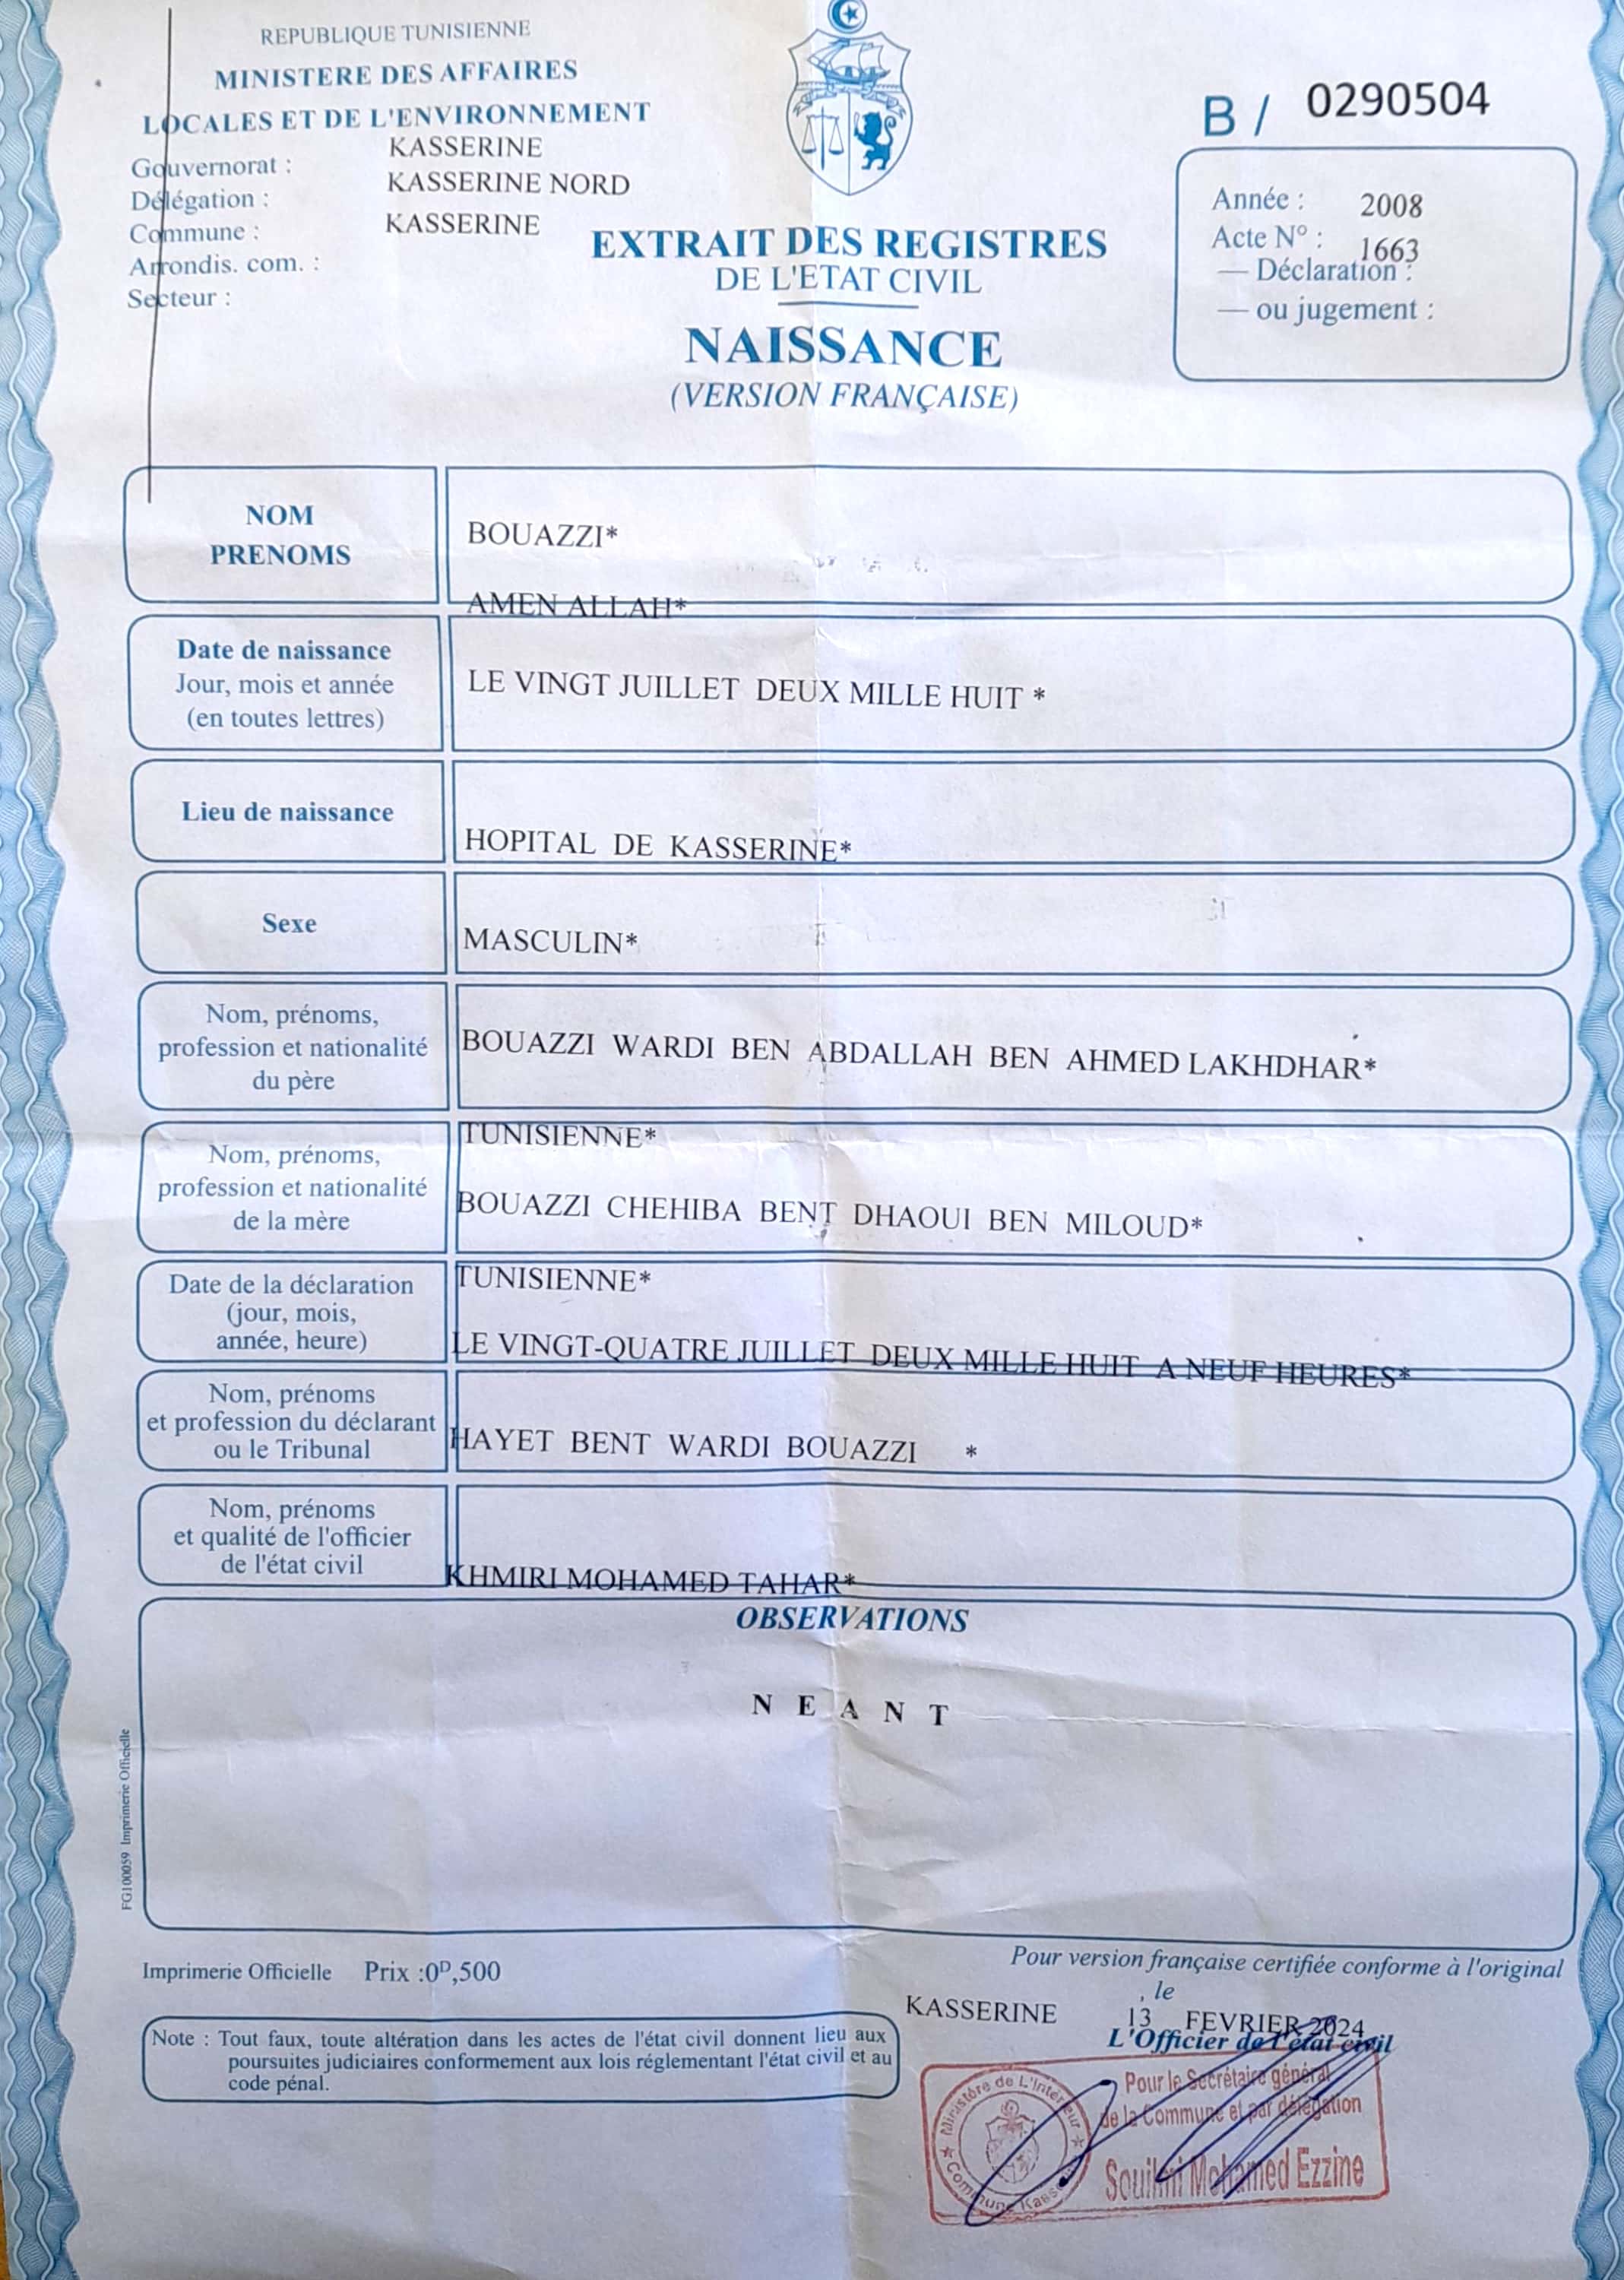 REPUBLIQUE TUNISIENNE
MINISTERE DES AFFAIRES
LOCALES ET DE L'ENVIRONNEMENT
Gouvernorat : KASSERINE
Délégation : KASSERINE NORD
Commune : KASSERINE
Arrondis. com. :
Secteur :
B / 0290504
Année : 2008
Acte N° : 1663
— Déclaration :
— ou jugement :
EXTRAIT DES REGISTRES
DE L'ETAT CIVIL
NAISSANCE
(VERSION FRANÇAISE)
NOM
PRENOMS
BOUAZZI*
AMEN ALLAH*
Date de naissance
Jour, mois et année
(en toutes lettres)
LE VINGT JUILLET DEUX MILLE HUIT *
Lieu de naissance
HOPITAL DE KASSERINE*
Sexe
MASCULIN*
Nom, prénoms,
profession et nationalité
du père
BOUAZZI WARDI BEN ABDALLAH BEN AHMED LAKHDHAR*
TUNISIENNE*
Nom, prénoms,
profession et nationalité
de la mère
BOUAZZI CHEHIBA BENT DHAOUI BEN MILOUD*
TUNISIENNE*
Date de la déclaration
(jour, mois,
année, heure)
LE VINGT-QUATRE JUILLET DEUX MILLE HUIT A NEUF HEURES*
Nom, prénoms
et profession du déclarant
ou le Tribunal
HAYET BENT WARDI BOUAZZI *
Nom, prénoms
et qualité de l'officier
de l'état civil
KHMIRI MOHAMED TAHAR*
OBSERVATIONS
N E A N T
FG100059 Imprimerie Officielle
Imprimerie Officielle Prix :0ᴰ,500
Pour version française certifiée conforme à l'original
KASSERINE , le 13 FEVRIER 2024
L'Officier de l'état civil
Note : Tout faux, toute altération dans les actes de l'état civil donnent lieu aux
poursuites judiciaires conformement aux lois réglementant l'état civil et au
code pénal.
Ministère de L'Intérieur
Commune Kasserine
Pour le Secrétaire général
de la Commune et par délégation
Mohamed Ezzine